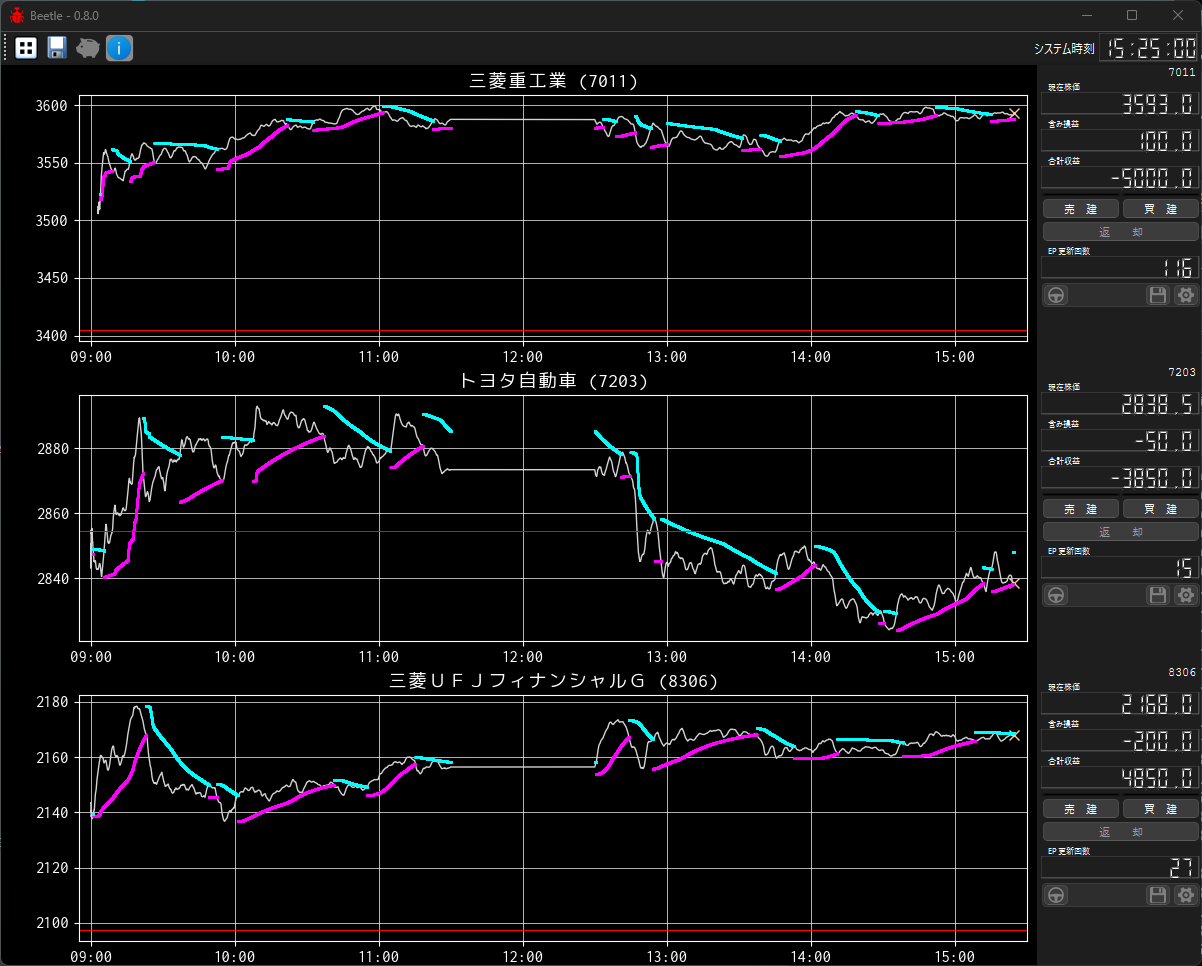 Beetle - 0.8.0
システム時刻 15:25:00
三菱重工業 (7011)
3600
3550
3500
3450
3400
09:00 10:00 11:00 12:00 13:00 14:00 15:00
7011
現在株価
3593.0
含み損益
100.0
合計収益
-5000.0
売 建 買 建
返 却
EP 更新回数
116
トヨタ自動車 (7203)
2880
2860
2840
09:00 10:00 11:00 12:00 13:00 14:00 15:00
7203
現在株価
2838.5
含み損益
-50.0
合計収益
-3850.0
売 建 買 建
返 却
EP 更新回数
15
三菱UFJフィナンシャルG (8306)
2180
2160
2140
2120
2100
09:00 10:00 11:00 12:00 13:00 14:00 15:00
8306
現在株価
2168.0
含み損益
-200.0
合計収益
4850.0
売 建 買 建
返 却
EP 更新回数
27